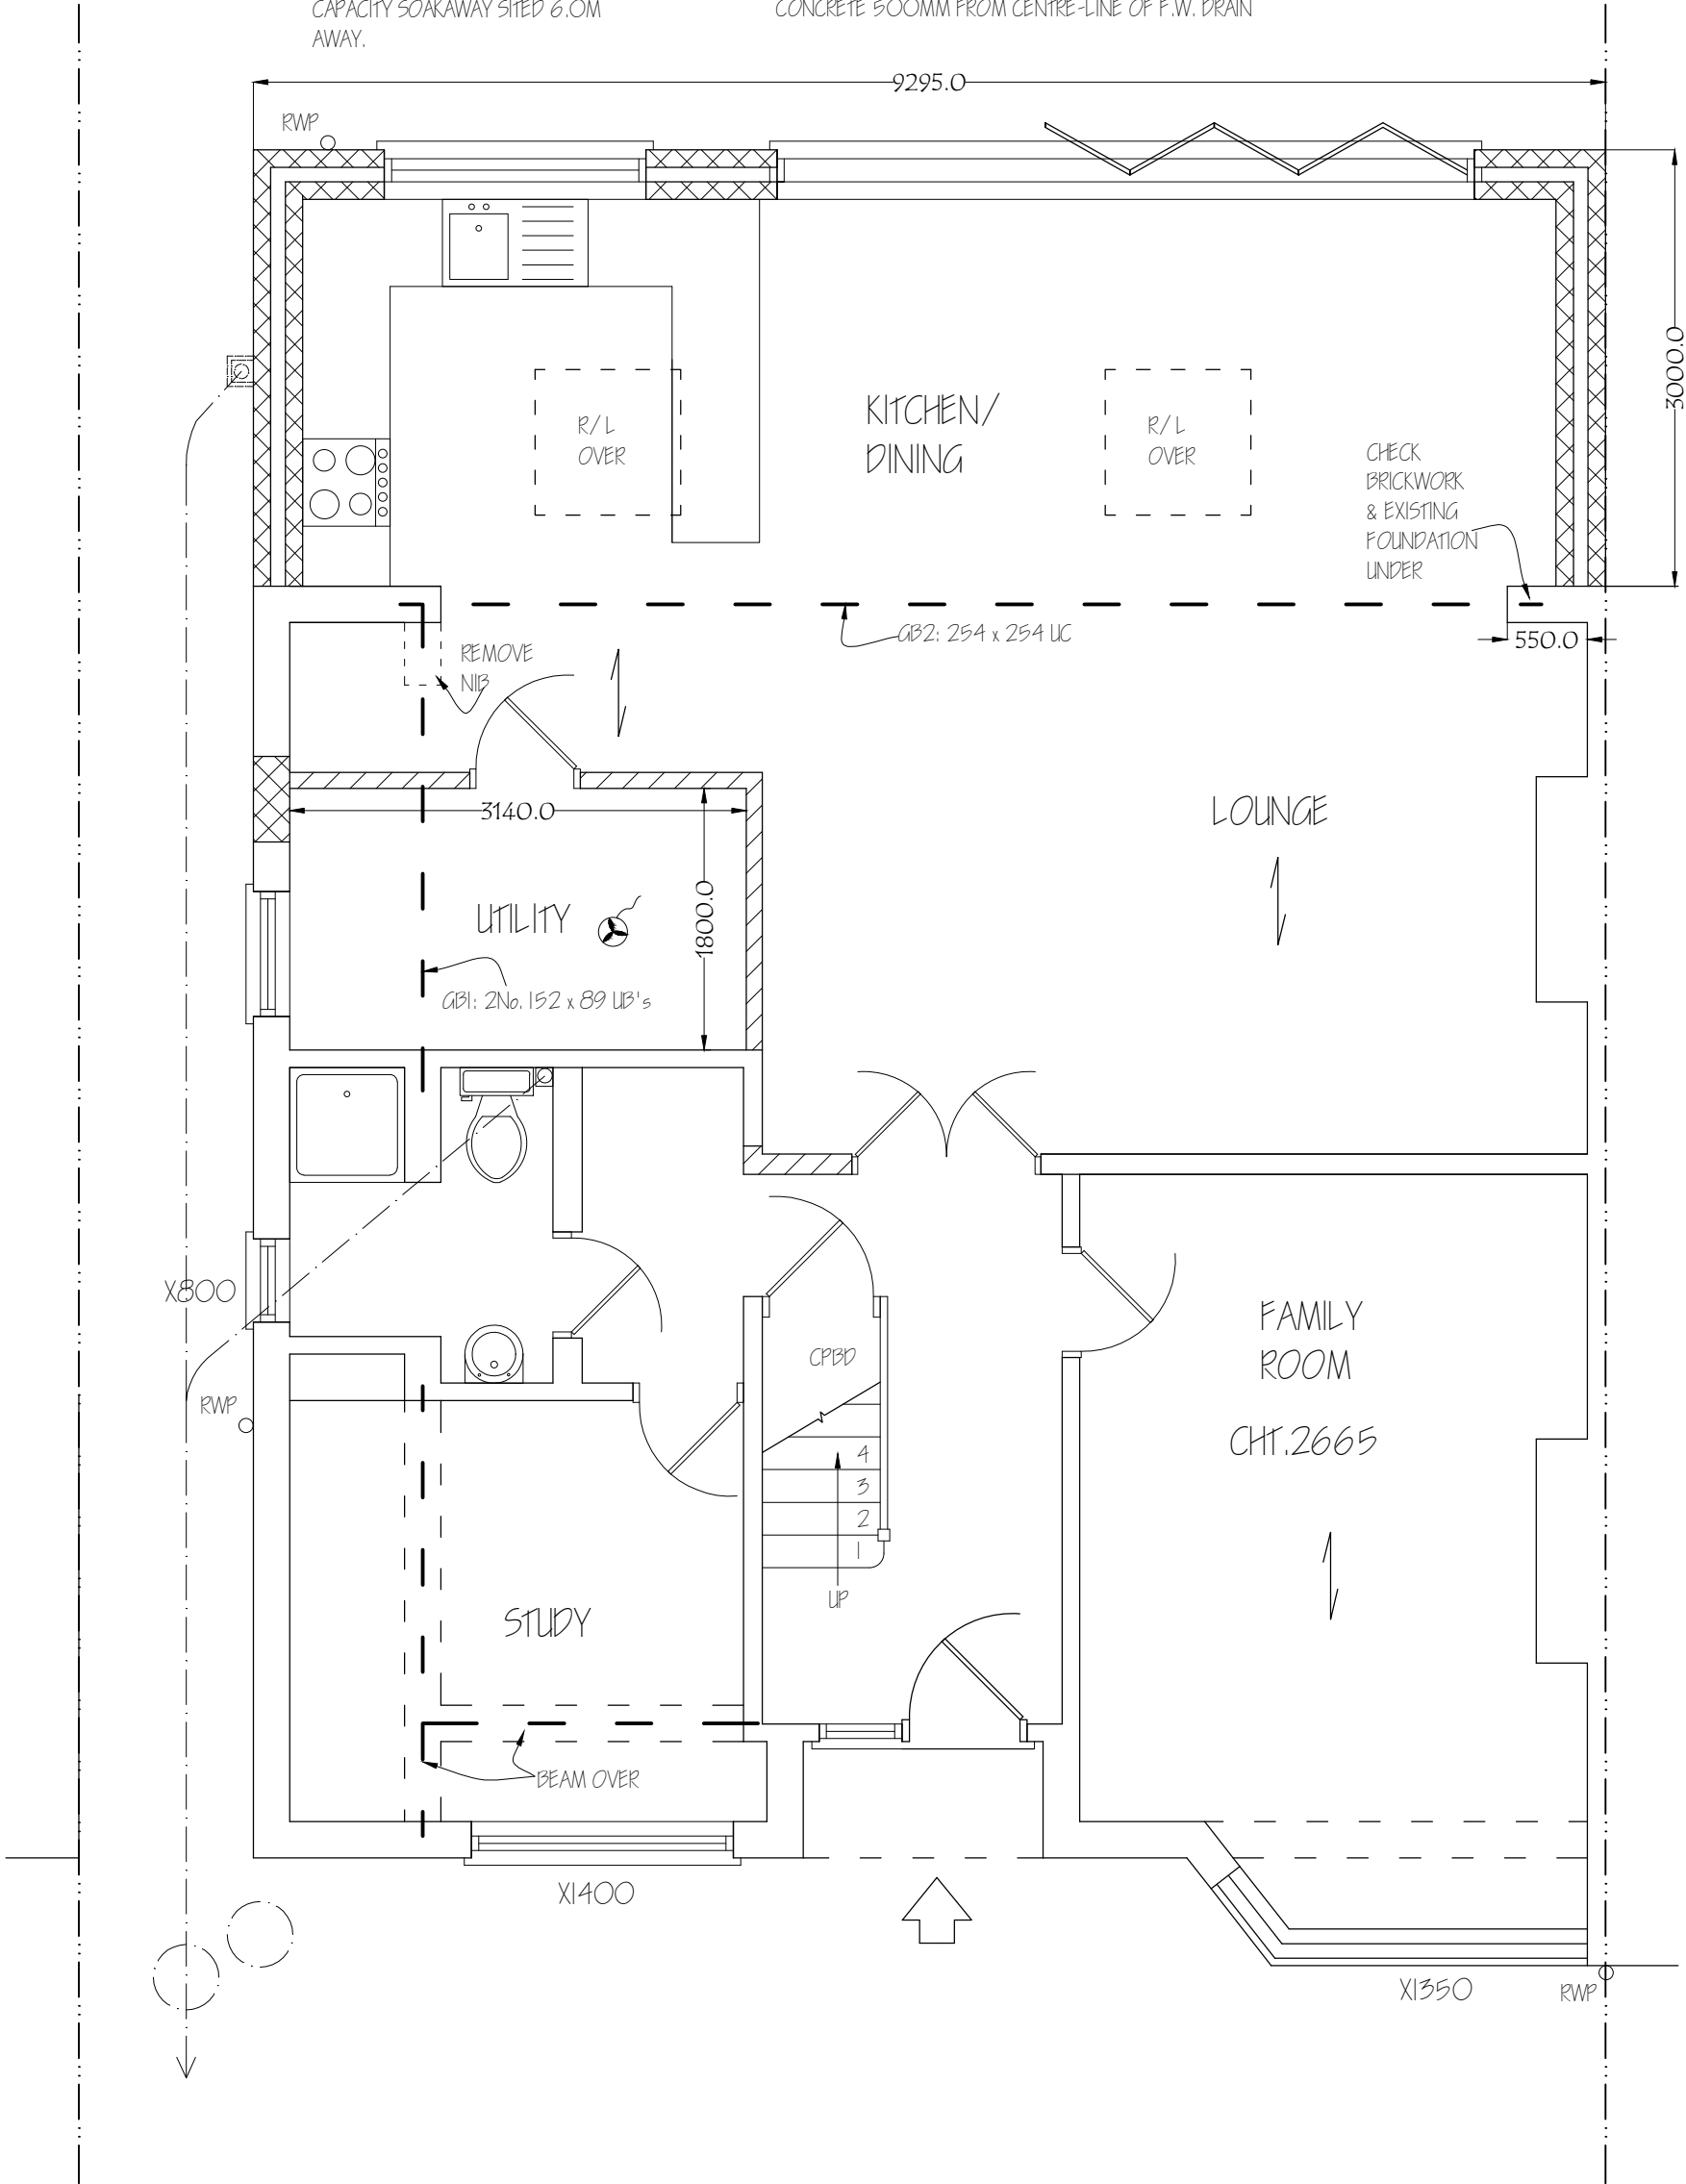 CAPACITY SOAKAWAY SITED 6.0M
AWAY.
CONCRETE 500MM FROM CENTRE-LINE OF F.W. DRAIN
9295.0
RWP
3000.0
KITCHEN/
DINING
R/L
OVER
R/L
OVER
CHECK
BRICKWORK
& EXISTING
FOUNDATION
UNDER
GB2: 254 x 254 UC
550.0
REMOVE
NIB
3140.0
LOUNGE
UTILITY
1800.0
GB1: 2No. 152 x 89 UB's
X800
FAMILY
ROOM
CPBD
RWP
CHT.2665
4
3
2
1
UP
STUDY
BEAM OVER
X1400
X1350
RWP